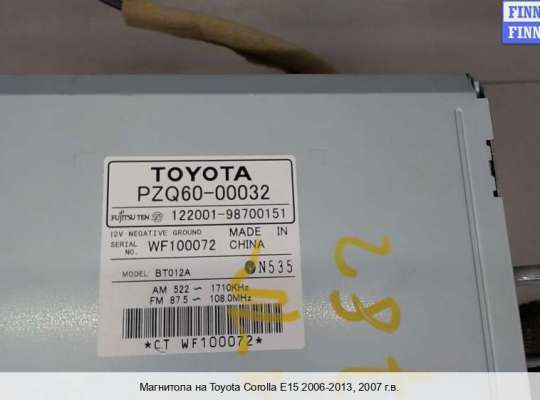 FINN
FINN
TOYOTA
PZQ60-00032
FUJITSU TEN 122001-98700151
12V NEGATIVE GROUND MADE IN
SERIAL NO. WF100072 CHINA
MODEL: BT012A N535
AM 522 ~ 1710KHz
FM 87.5 ~ 108.0MHz
*CT WF100072*
28
Магнитола на Toyota Corolla E15 2006-2013, 2007 г.в.